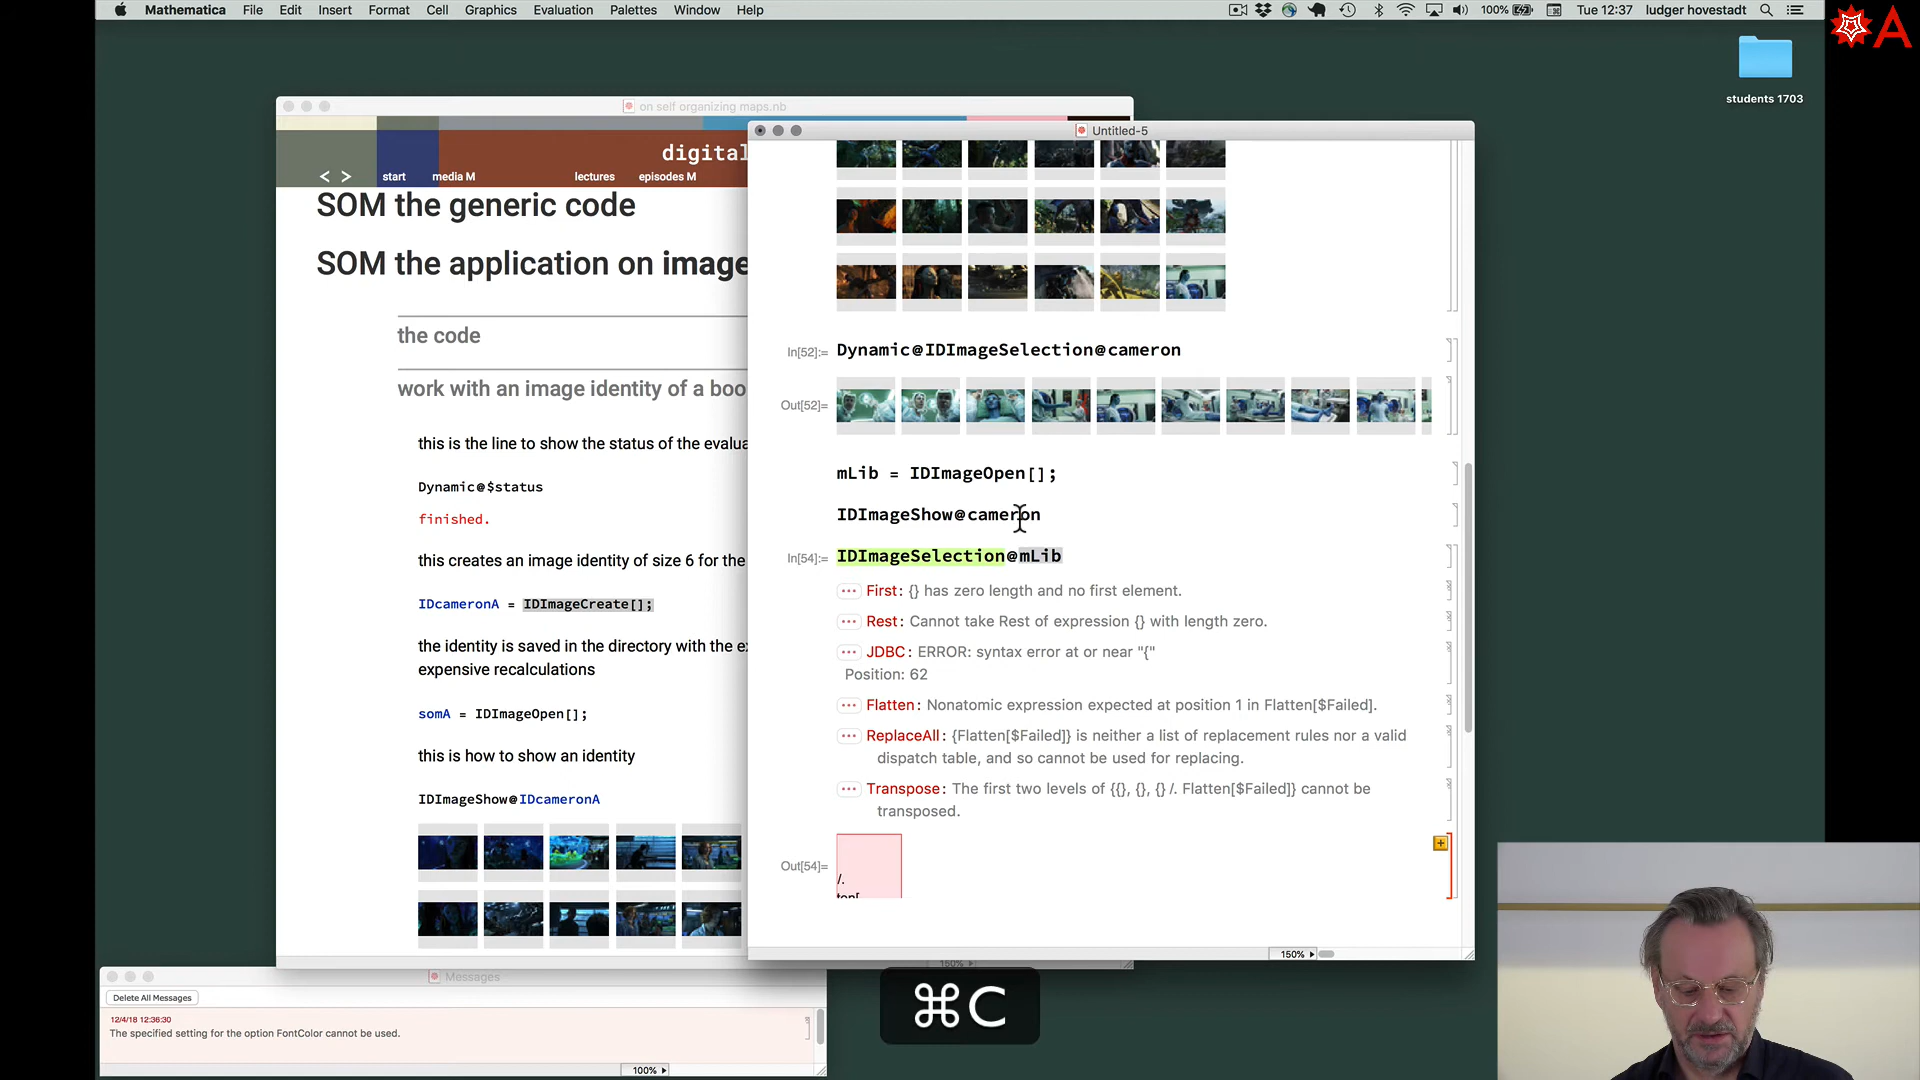 Mathematica File Edit Insert Format Cell Graphics Evaluation Palettes Window Help
100% Tue 12:37 ludger hovestadt
A
students 1703
on self organizing maps.nb
digital
< > start media M lectures episodes M
SOM the generic code
SOM the application on image
the code
work with an image identity of a boo
this is the line to show the status of the evalua
Dynamic@$status
finished.
this creates an image identity of size 6 for the
IDcameronA = IDImageCreate[];
the identity is saved in the directory with the ex
expensive recalculations
somA = IDImageOpen[];
this is how to show an identity
IDImageShow@IDcameronA
150%
Untitled-5
In[52]:= Dynamic@IDImageSelection@cameron
Out[52]=
mLib = IDImageOpen[];
IDImageShow@cameron
In[54]:= IDImageSelection@mLib
First: {} has zero length and no first element.
Rest: Cannot take Rest of expression {} with length zero.
JDBC: ERROR: syntax error at or near "{"
Position: 62
Flatten: Nonatomic expression expected at position 1 in Flatten[$Failed].
ReplaceAll: {Flatten[$Failed]} is neither a list of replacement rules nor a valid
dispatch table, and so cannot be used for replacing.
Transpose: The first two levels of {{}, {}, {} /. Flatten[$Failed]} cannot be
transposed.
Out[54]= /.
150%
⌘C
Messages
Delete All Messages
12/4/18 12:36:30
The specified setting for the option FontColor cannot be used.
100%